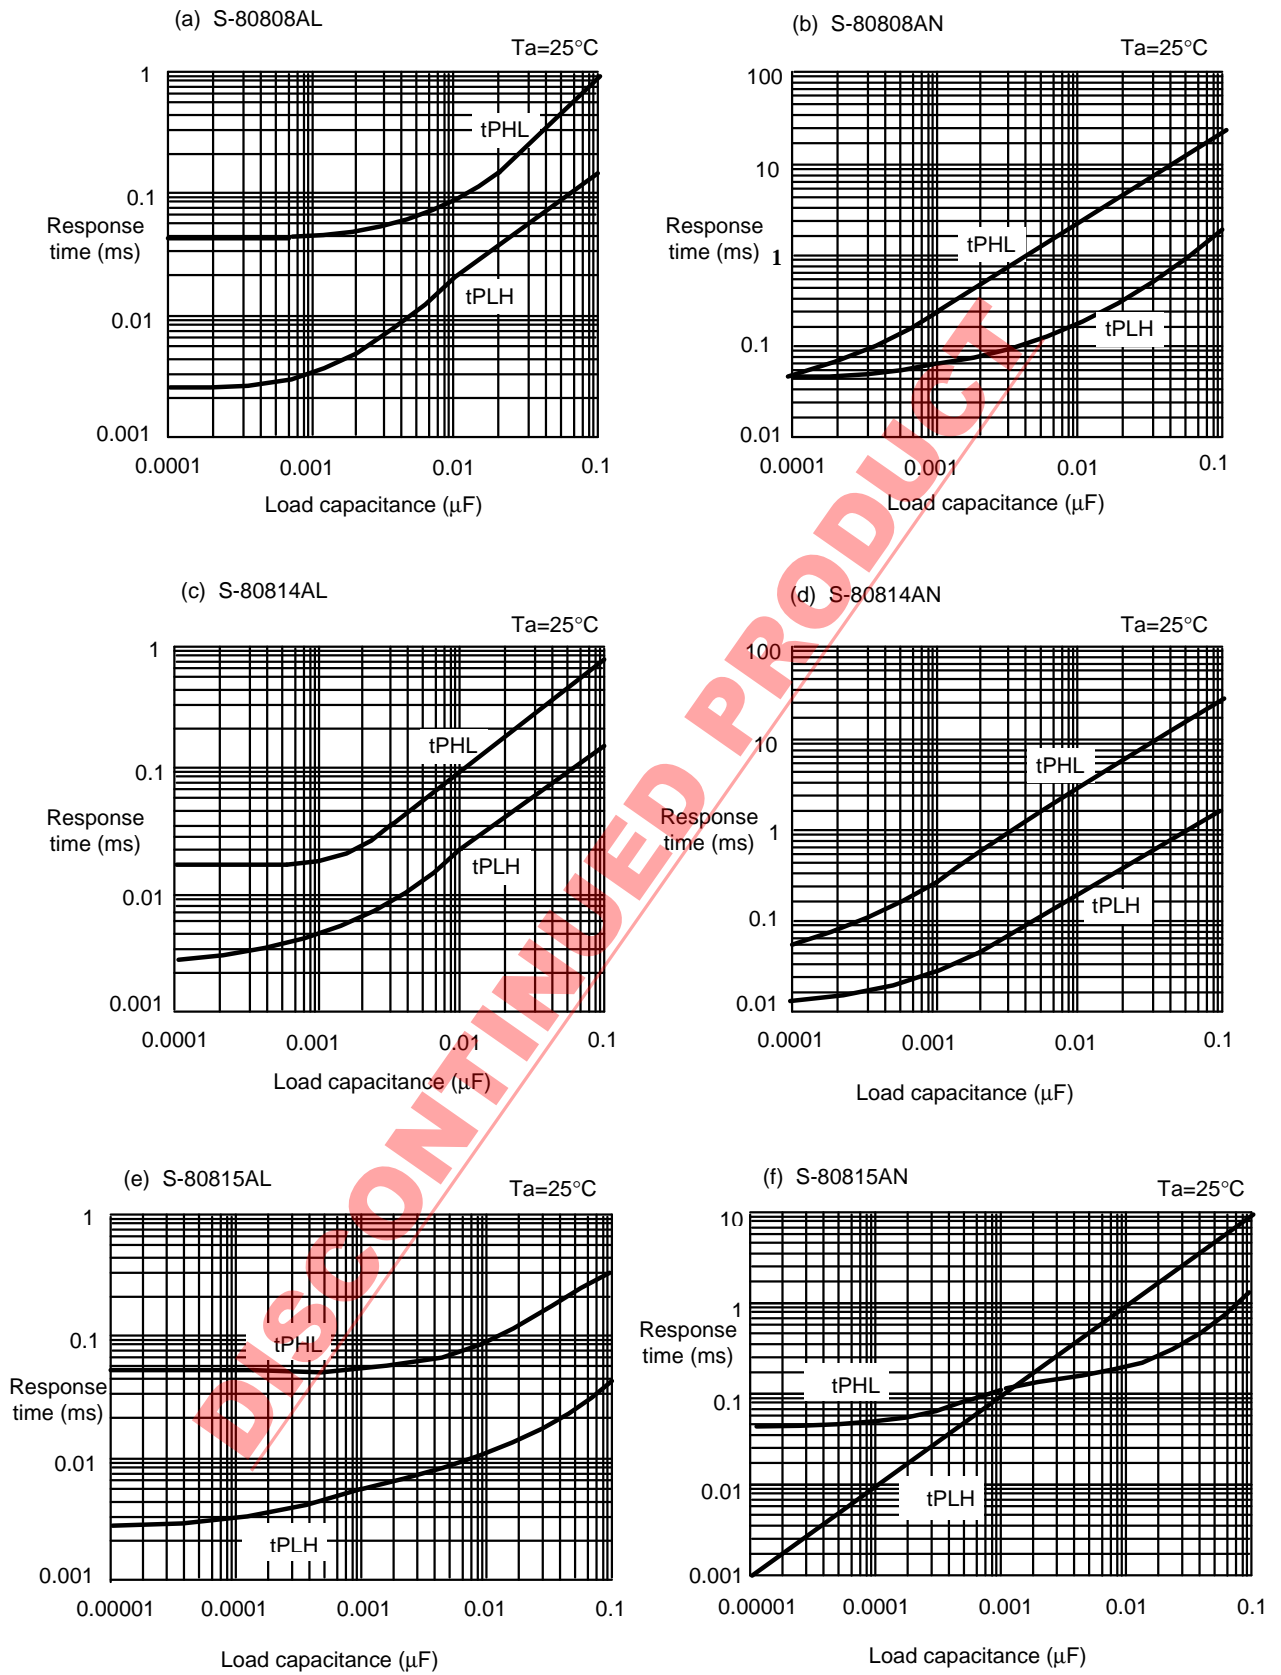 (a) S-80808AL
Ta=25°C
1
0.1
0.01
0.001
Response
time (ms)
tPHL
tPLH
0.0001 0.001 0.01 0.1
Load capacitance (μF)
(b) S-80808AN
Ta=25°C
100
10
1
0.1
0.01
Response
time (ms)
tPHL
tPLH
0.0001 0.001 0.01 0.1
Load capacitance (μF)
(c) S-80814AL
Ta=25°C
1
0.1
0.01
0.001
Response
time (ms)
tPHL
tPLH
0.0001 0.001 0.01 0.1
Load capacitance (μF)
(d) S-80814AN
Ta=25°C
100
10
1
0.1
0.01
Response
time (ms)
tPHL
tPLH
0.0001 0.001 0.01 0.1
Load capacitance (μF)
(e) S-80815AL
Ta=25°C
1
0.1
0.01
0.001
Response
time (ms)
tPHL
tPLH
0.00001 0.0001 0.001 0.01 0.1
Load capacitance (μF)
(f) S-80815AN
Ta=25°C
10
1
0.1
0.01
0.001
Response
time (ms)
tPHL
tPLH
0.00001 0.0001 0.001 0.01 0.1
Load capacitance (μF)
DISCONTINUED PRODUCT